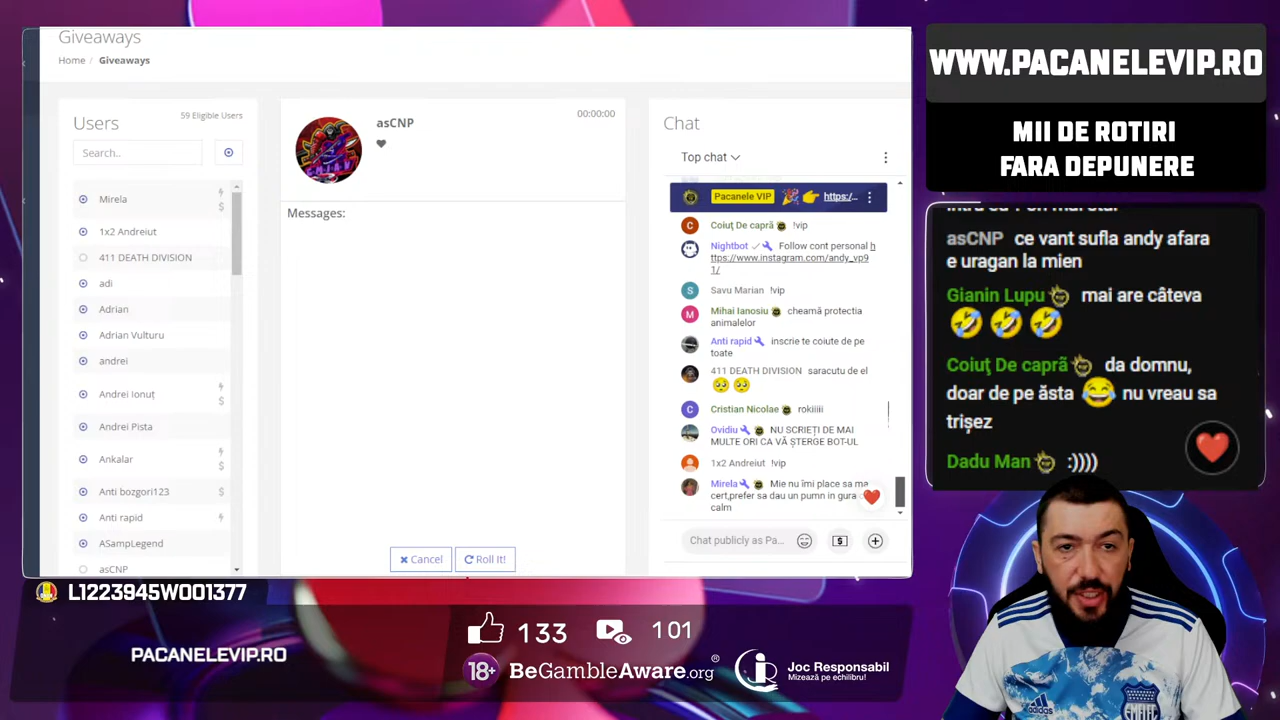 Giveaways
Home / Giveaways
Users
59 Eligible Users
Search..
Mirela
$
1x2 Andreiut
411 DEATH DIVISION
adi
Adrian
Adrian Vulturu
andrei
Andrei Ionuț
$
Andrei Pista
Ankalar
$
Anti bozgori123
$
Anti rapid
ASampLegend
asCNP
asCNP
00:00:00
Messages:
Cancel
Roll It!
Chat
Top chat
Pacanele VIP 🎉 👉 https:/...
Coiuț De capră !vip
Nightbot Follow cont personal h
ttps://www.instagram.com/andy_vp9
1/
Savu Marian !vip
Mihai Ianosiu cheamă protectia
animalelor
Anti rapid inscrie te coiute de pe
toate
411 DEATH DIVISION saracutu de el
🥺 🥺
Cristian Nicolae rokiiiii
Ovidiu NU SCRIEȚI DE MAI
MULTE ORI CA VĂ ȘTERGE BOT-UL
1x2 Andreiut !vip
Mirela Mie nu îmi place sa ma
cert,prefer sa dau un pumn in gura
calm
Chat publicly as Pa...
WWW.PACANELEVIP.RO
MII DE ROTIRI
FARA DEPUNERE
asCNP ce vant sufla andy afara
e uragan la mien
Gianin Lupu mai are câteva
🤣 🤣 🤣
Coiuț De capră da domnu,
doar de pe ăsta 😂 nu vreau sa
trișez
Dadu Man :))))
L1223945W001377
PACANELEVIP.RO
133
101
18+ BeGambleAware.org®
Joc Responsabil
Mizează pe echilibru!
adidas
EMELEC